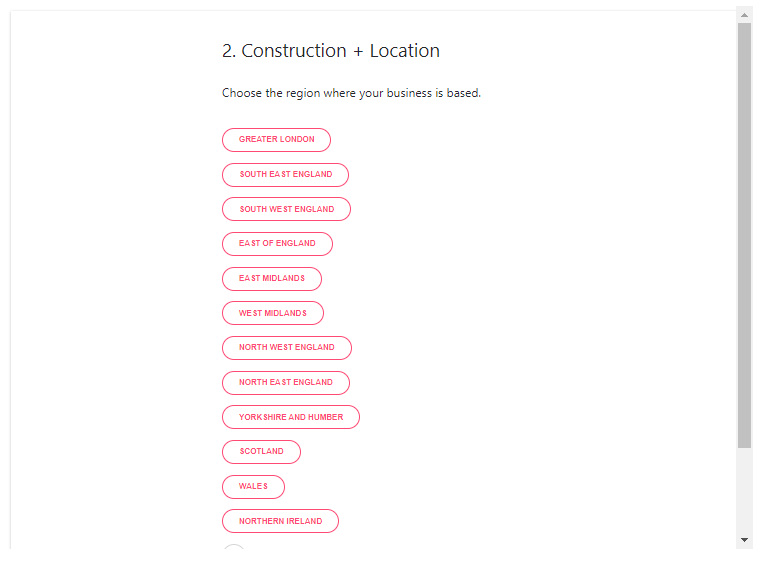 2. Construction + Location
Choose the region where your business is based.
GREATER LONDON
SOUTH EAST ENGLAND
SOUTH WEST ENGLAND
EAST OF ENGLAND
EAST MIDLANDS
WEST MIDLANDS
NORTH WEST ENGLAND
NORTH EAST ENGLAND
YORKSHIRE AND HUMBER
SCOTLAND
WALES
NORTHERN IRELAND